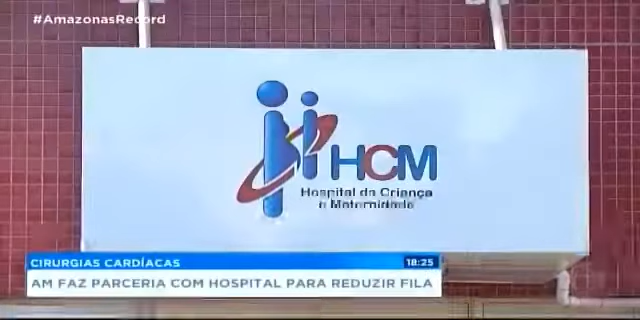 #AmazonasRecord
HCM
Hospital da Criança
e Maternidade
CIRURGIAS CARDÍACAS 18:25
AM FAZ PARCERIA COM HOSPITAL PARA REDUZIR FILA